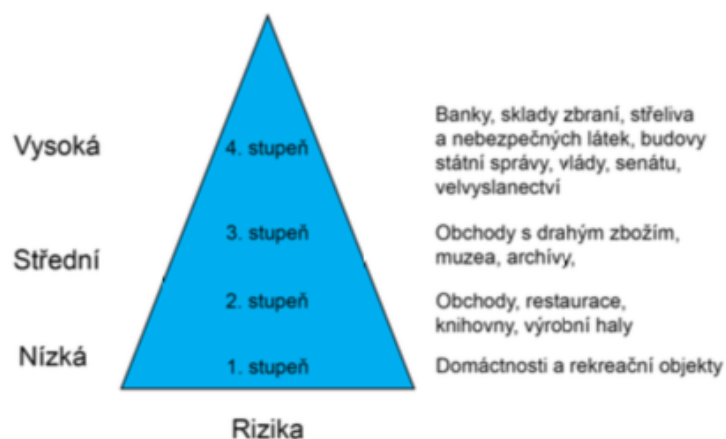 Vysoká
4. stupeň
Banky, sklady zbraní, střeliva
a nebezpečných látek, budovy
státní správy, vlády, senátu,
velvyslanectví
Střední
3. stupeň
Obchody s drahým zbožím,
muzea, archívy,
2. stupeň
Obchody, restaurace,
knihovny, výrobní haly
Nízká
1. stupeň
Domáctnosti a rekreační objekty
Rizika